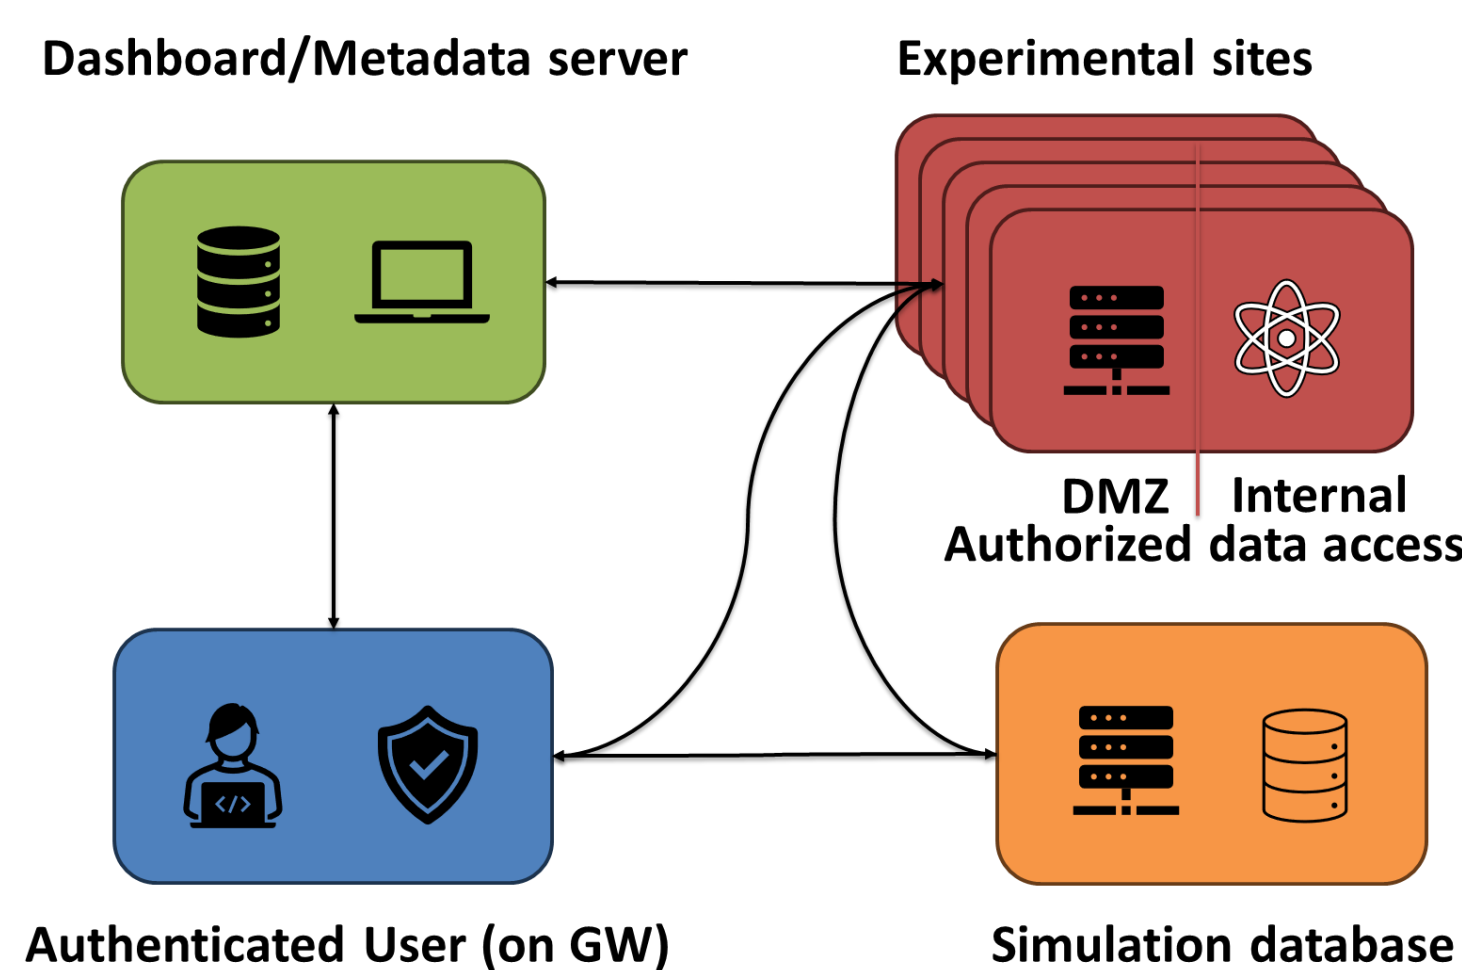 Dashboard/Metadata server
Experimental sites
DMZ
Internal
Authorized data access
</>
Authenticated User (on GW)
Simulation database